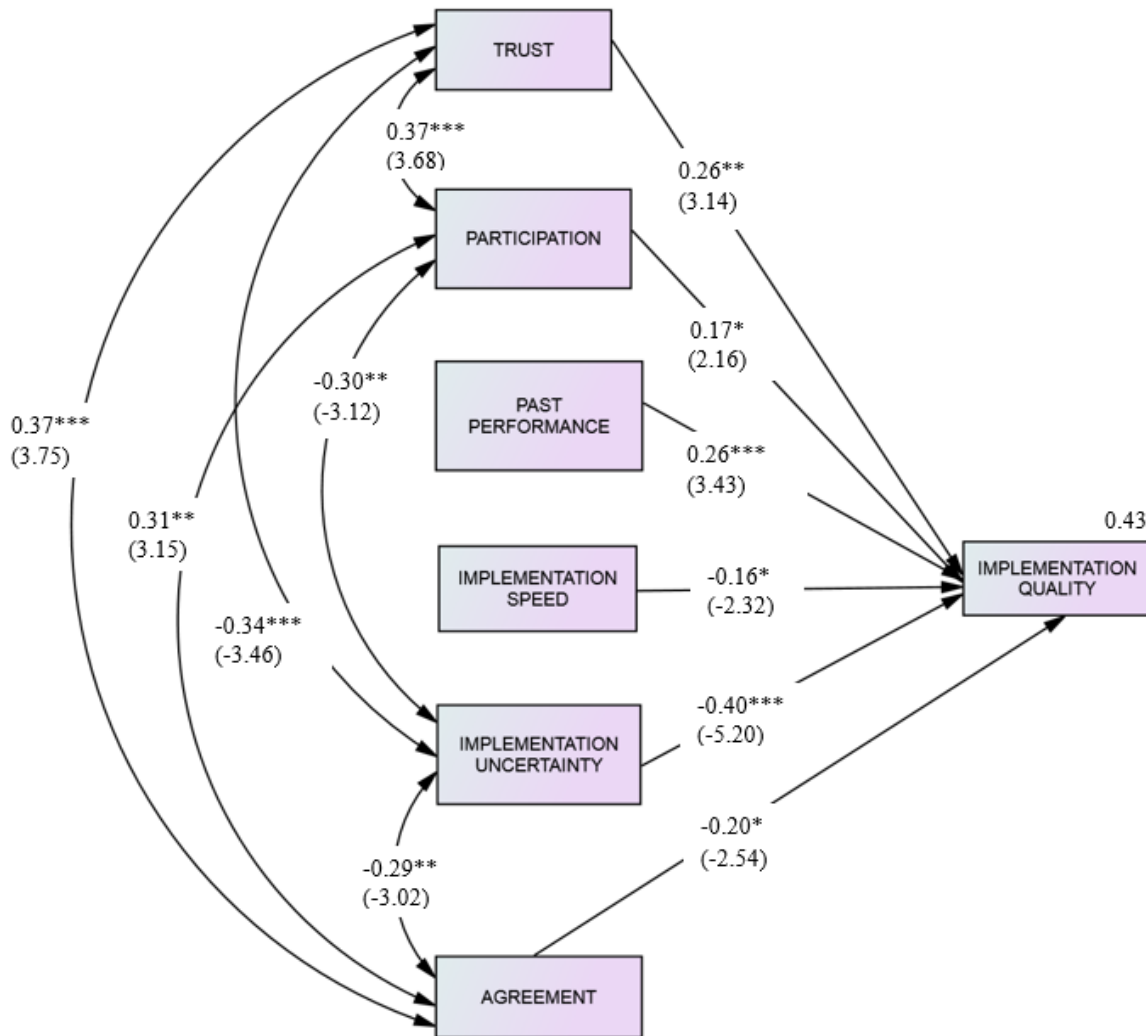 TRUST
0.37***
(3.68)
0.26**
(3.14)
PARTICIPATION
0.17*
(2.16)
-0.30**
(-3.12)
PAST
PERFORMANCE
0.37***
(3.75)
0.26***
(3.43)
0.31**
(3.15)
0.43
IMPLEMENTATION
SPEED
-0.16*
(-2.32)
IMPLEMENTATION
QUALITY
-0.34***
(-3.46)
IMPLEMENTATION
UNCERTAINTY
-0.40***
(-5.20)
-0.20*
(-2.54)
-0.29**
(-3.02)
AGREEMENT